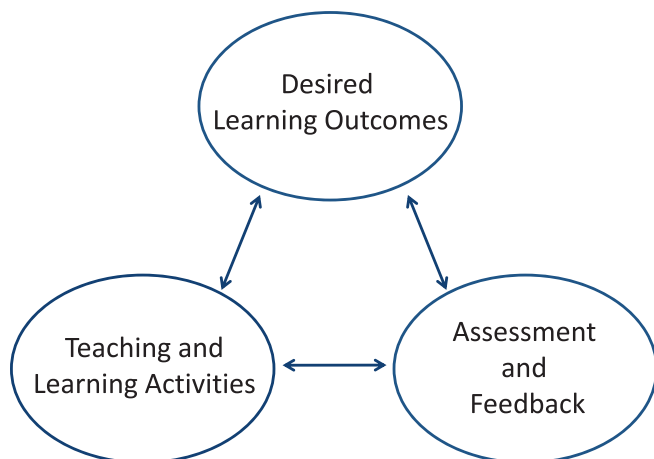 Desired
Learning Outcomes
Teaching and
Learning Activities
Assessment
and
Feedback